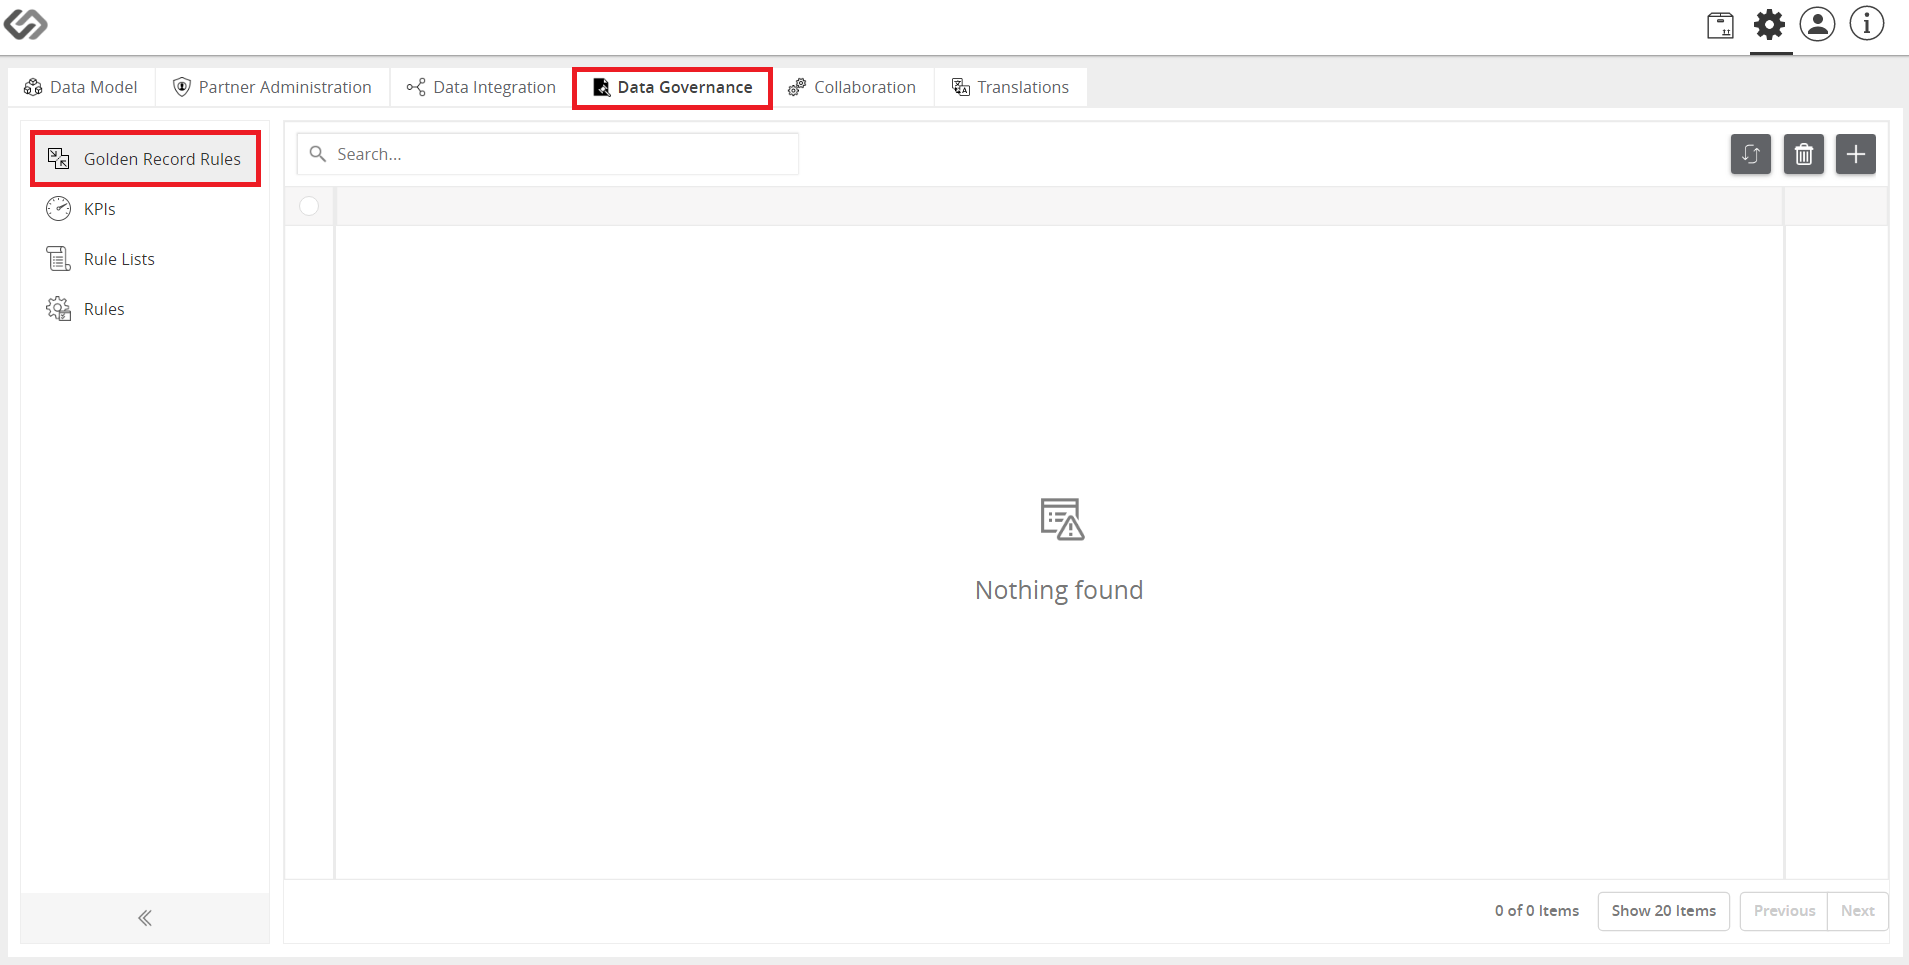 Data Model
Partner Administration
Data Integration
Data Governance
Collaboration
Translations
Golden Record Rules
KPIs
Rule Lists
Rules
Search...
Nothing found
0 of 0 Items
Show 20 Items
Previous
Next